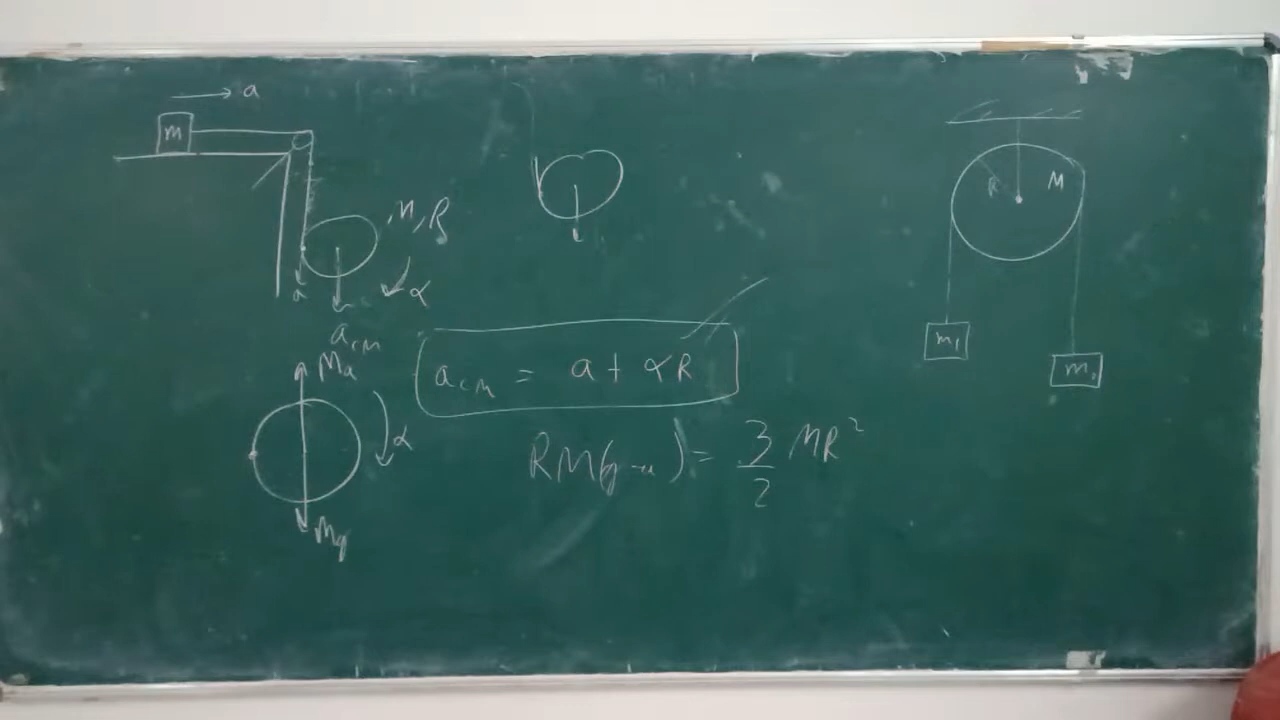 a
m
M, R
α
a
a_CM
Ma
α
Mg
a_CM = a + αR
RM(g-a) = 3/2 MR²
R M
m₁
m₂